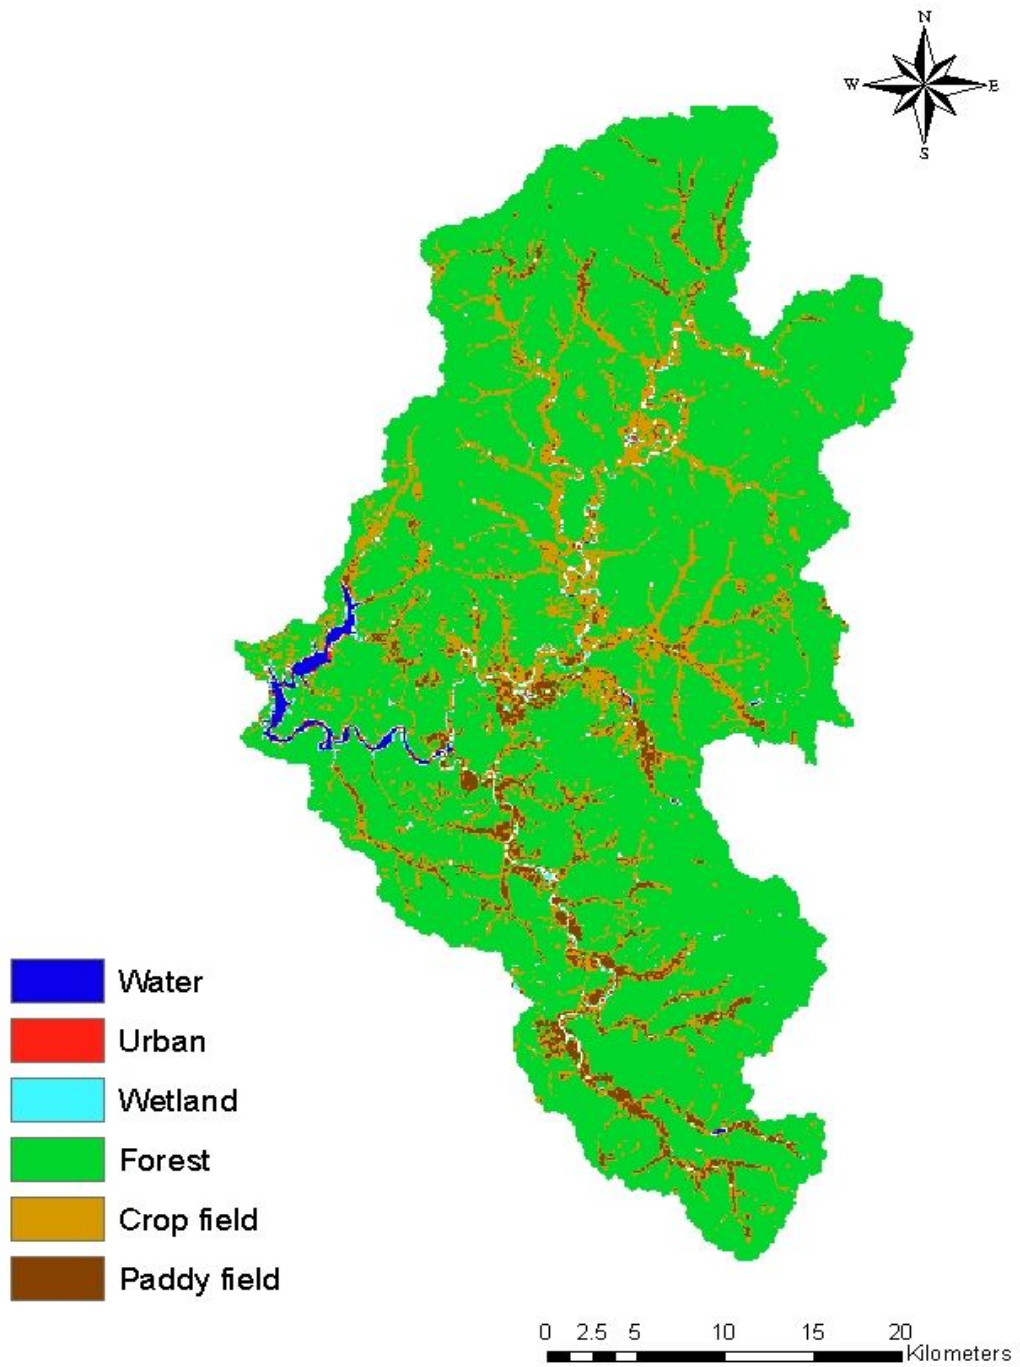 N
W E
S
Water
Urban
Wetland
Forest
Crop field
Paddy field
0 2.5 5 10 15 20
Kilometers